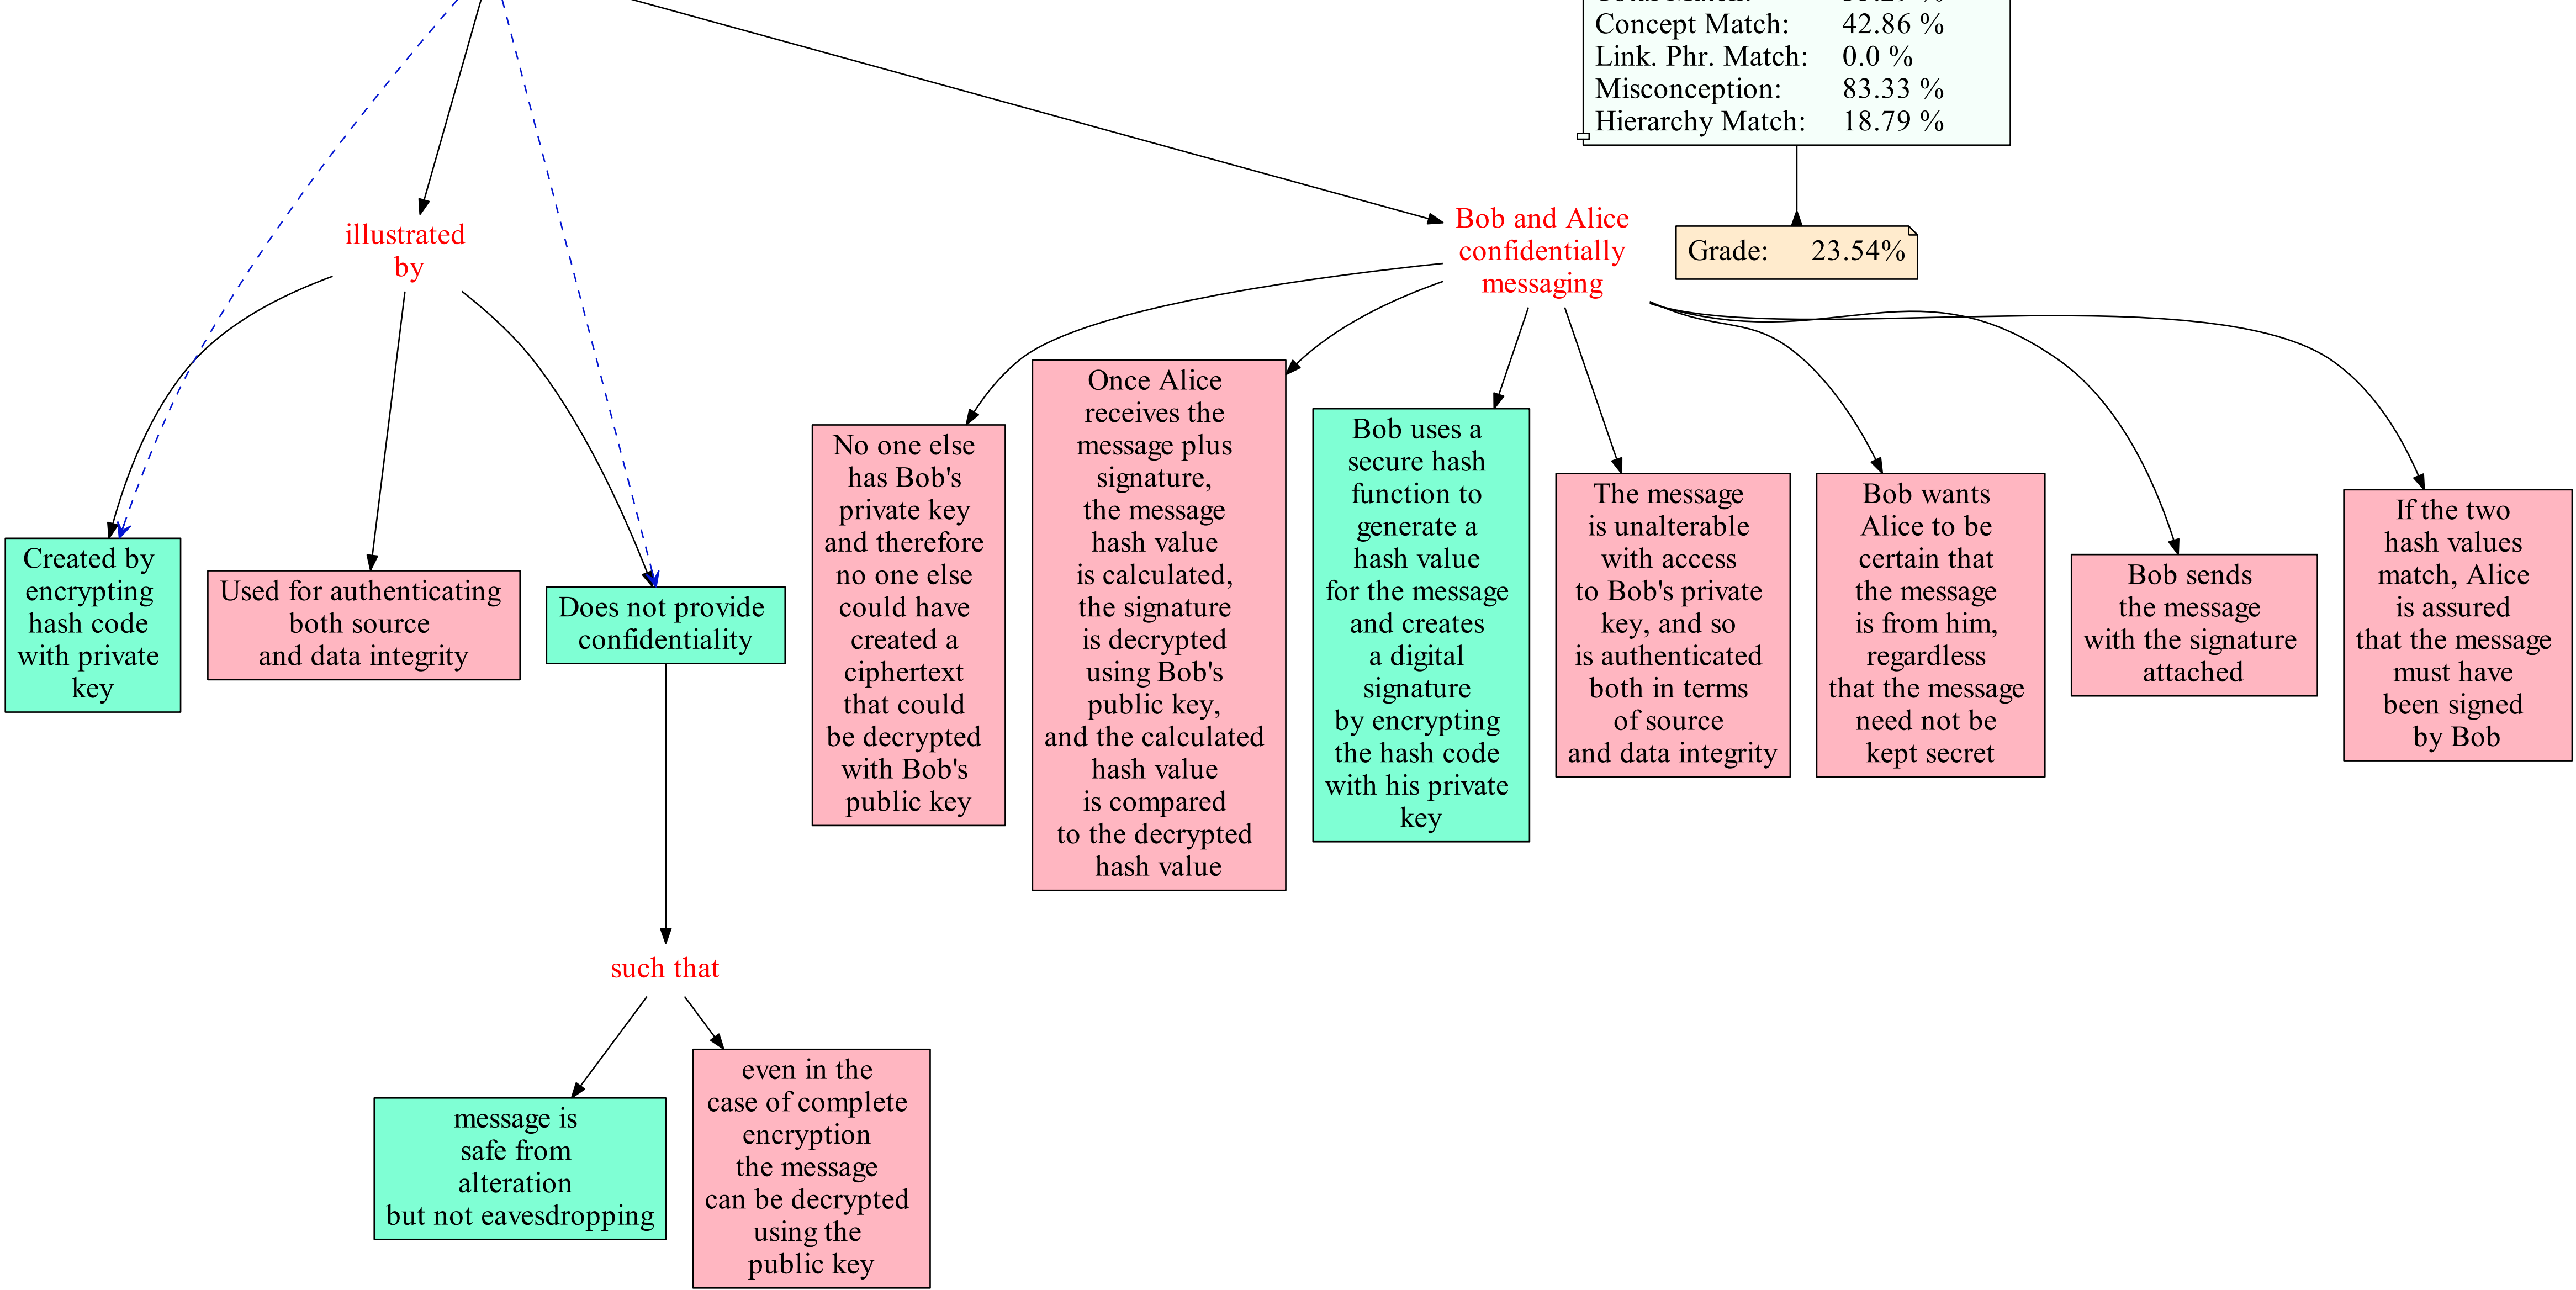 Concept Match: 42.86 %
Link. Phr. Match: 0.0 %
Misconception: 83.33 %
Hierarchy Match: 18.79 %
Grade: 23.54%
illustrated
by
Bob and Alice
confidentially
messaging
Created by
encrypting
hash code
with private
key
Used for authenticating
both source
and data integrity
Does not provide
confidentiality
No one else
has Bob's
private key
and therefore
no one else
could have
created a
ciphertext
that could
be decrypted
with Bob's
public key
Once Alice
receives the
message plus
signature,
the message
hash value
is calculated,
the signature
is decrypted
using Bob's
public key,
and the calculated
hash value
is compared
to the decrypted
hash value
Bob uses a
secure hash
function to
generate a
hash value
for the message
and creates
a digital
signature
by encrypting
the hash code
with his private
key
The message
is unalterable
with access
to Bob's private
key, and so
is authenticated
both in terms
of source
and data integrity
Bob wants
Alice to be
certain that
the message
is from him,
regardless
that the message
need not be
kept secret
Bob sends
the message
with the signature
attached
If the two
hash values
match, Alice
is assured
that the message
must have
been signed
by Bob
such that
message is
safe from
alteration
but not eavesdropping
even in the
case of complete
encryption
the message
can be decrypted
using the
public key